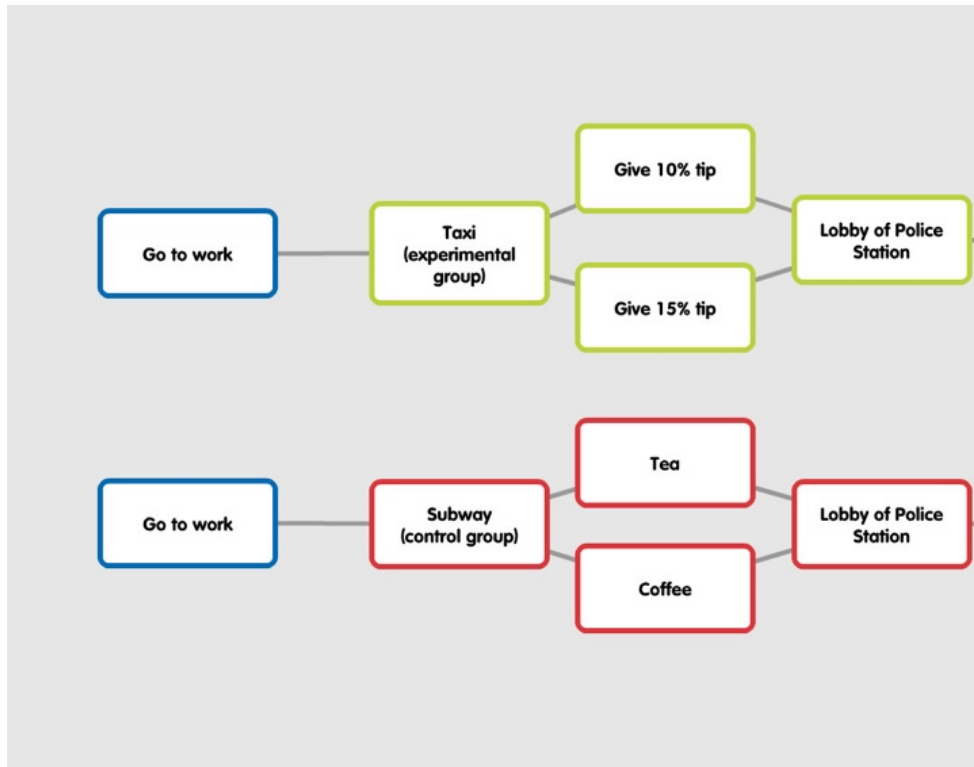 Give 10% tip
Go to work
Taxi
(experimental
group)
Lobby of Police
Station
Give 15% tip
Tea
Go to work
Subway
(control group)
Lobby of Police
Station
Coffee